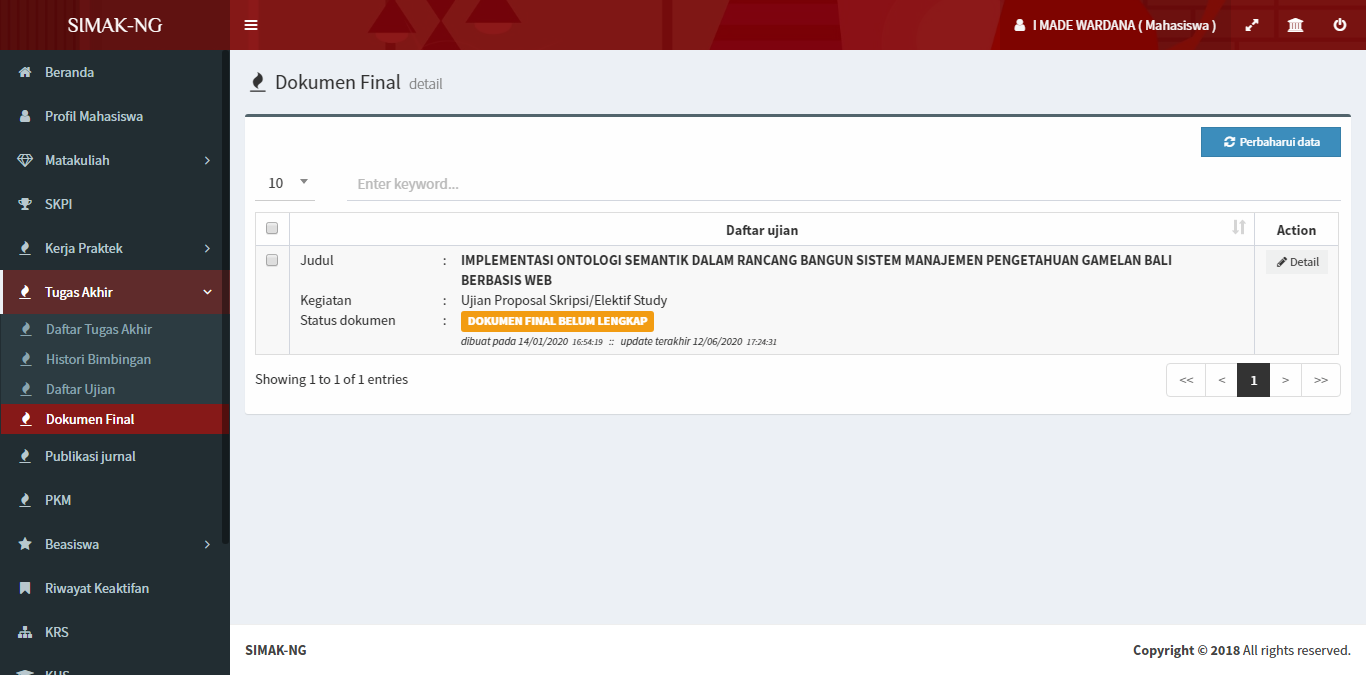 SIMAK-NG
I MADE WARDANA ( Mahasiswa )
Beranda
Profil Mahasiswa
Matakuliah
SKPI
Kerja Praktek
Tugas Akhir
Daftar Tugas Akhir
Histori Bimbingan
Daftar Ujian
Dokumen Final
Publikasi jurnal
PKM
Beasiswa
Riwayat Keaktifan
KRS
KHS
Dokumen Final detail
Perbaharui data
10
Enter keyword...
Daftar ujian Action
Judul : IMPLEMENTASI ONTOLOGI SEMANTIK DALAM RANCANG BANGUN SISTEM MANAJEMEN PENGETAHUAN GAMELAN BALI
BERBASIS WEB
Detail
Kegiatan : Ujian Proposal Skripsi/Elektif Study
Status dokumen : DOKUMEN FINAL BELUM LENGKAP
dibuat pada 14/01/2020 16:54:19 :: update terakhir 12/06/2020 17:24:31
Showing 1 to 1 of 1 entries
<< < 1 > >>
SIMAK-NG
Copyright © 2018 All rights reserved.